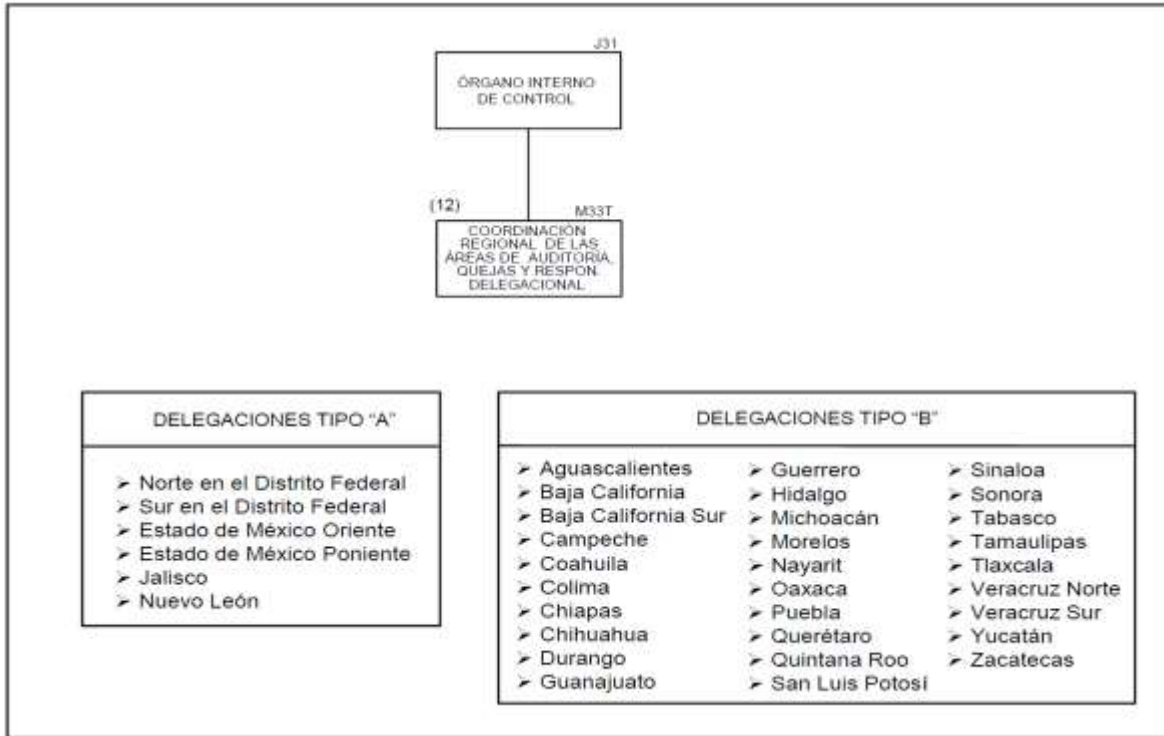 J31
ÓRGANO INTERNO
DE CONTROL
(12)
M33T
COORDINACIÓN
REGIONAL DE LAS
ÁREAS DE AUDITORÍA,
QUEJAS Y RESPON.
DELEGACIONAL
DELEGACIONES TIPO "A"
➢ Norte en el Distrito Federal
➢ Sur en el Distrito Federal
➢ Estado de México Oriente
➢ Estado de México Poniente
➢ Jalisco
➢ Nuevo León
DELEGACIONES TIPO "B"
➢ Aguascalientes
➢ Baja California
➢ Baja California Sur
➢ Campeche
➢ Coahuila
➢ Colima
➢ Chiapas
➢ Chihuahua
➢ Durango
➢ Guanajuato
➢ Guerrero
➢ Hidalgo
➢ Michoacán
➢ Morelos
➢ Nayarit
➢ Oaxaca
➢ Puebla
➢ Querétaro
➢ Quintana Roo
➢ San Luis Potosí
➢ Sinaloa
➢ Sonora
➢ Tabasco
➢ Tamaulipas
➢ Tlaxcala
➢ Veracruz Norte
➢ Veracruz Sur
➢ Yucatán
➢ Zacatecas